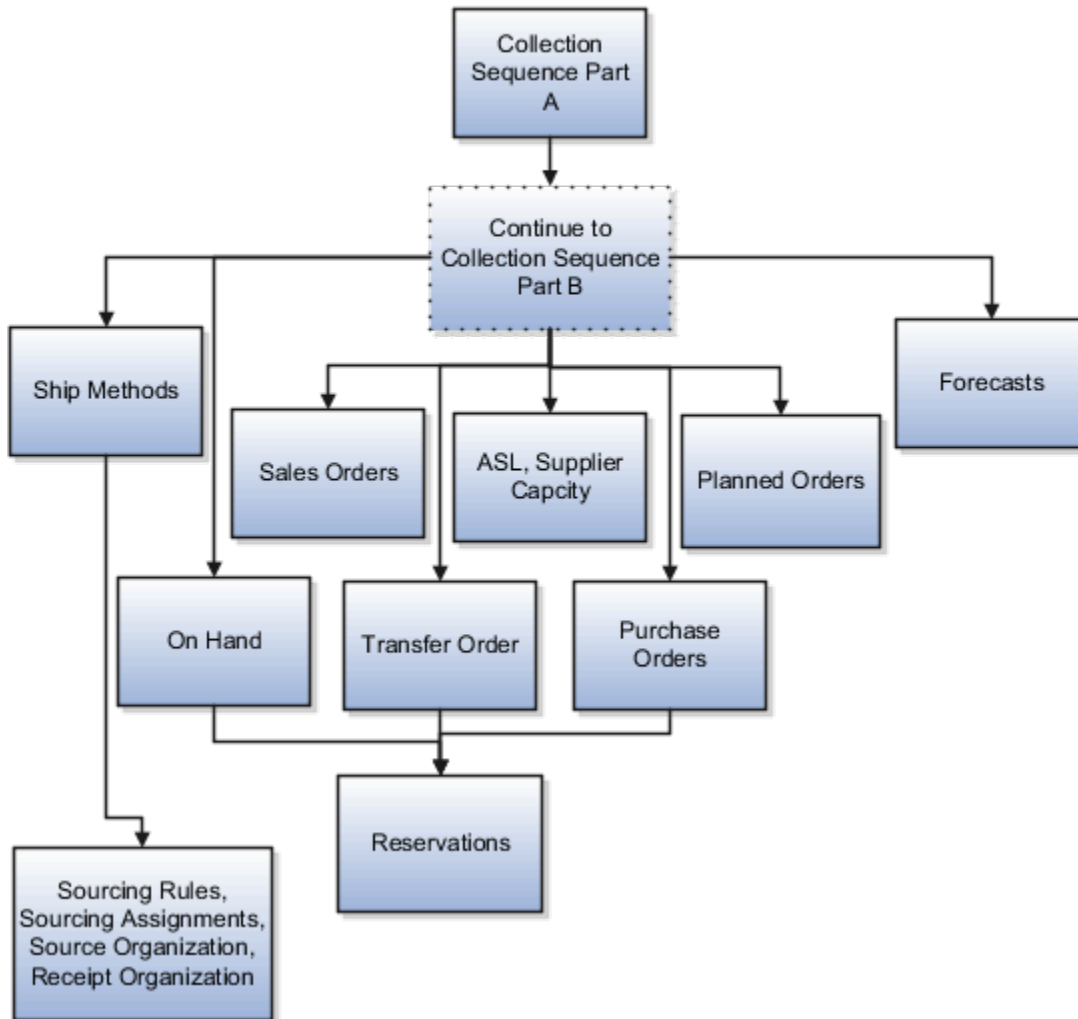 Collection
Sequence Part
A
Continue to
Collection Sequence
Part B
Ship Methods
Forecasts
Sales Orders
ASL, Supplier
Capcity
Planned Orders
On Hand
Transfer Order
Purchase
Orders
Reservations
Sourcing Rules,
Sourcing Assignments,
Source Organization,
Receipt Organization